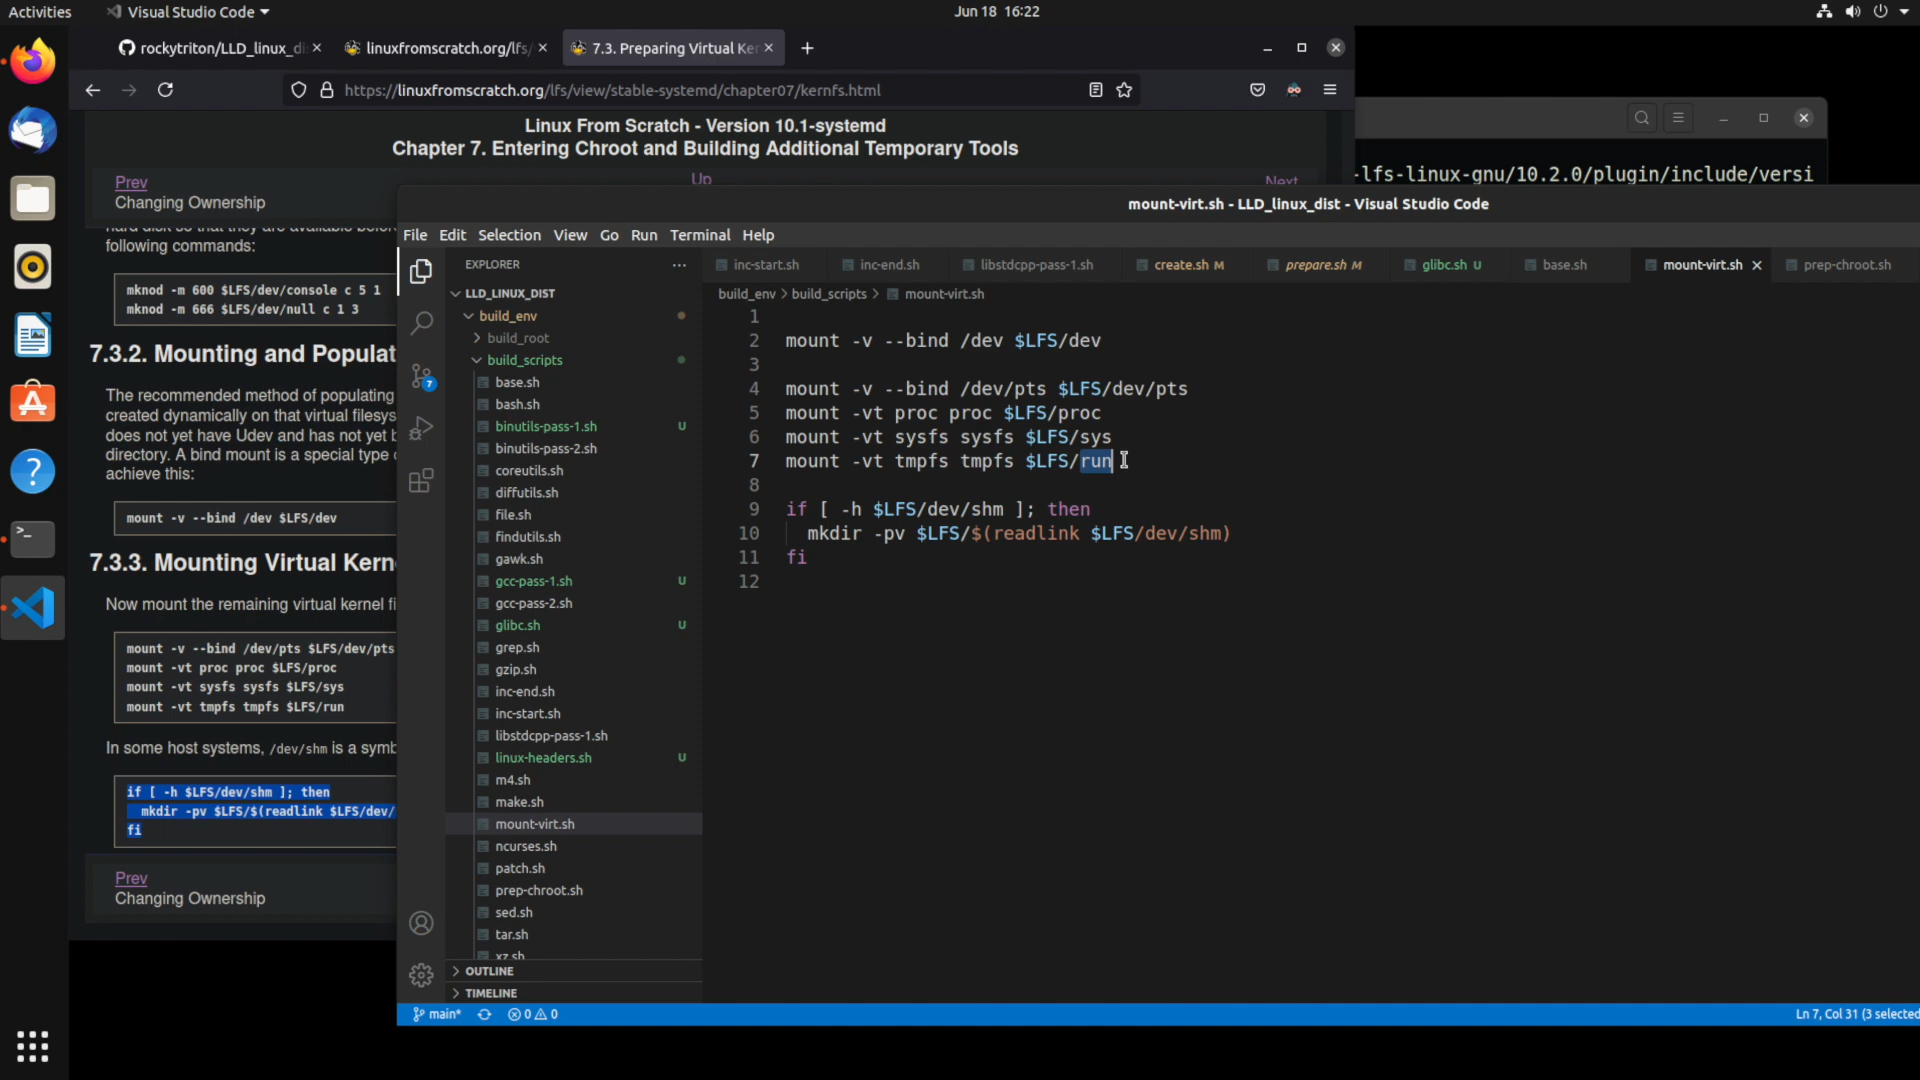 Activities
Visual Studio Code
Jun 18 16:22
rockytriton/LLD_linux_di
linuxfromscratch.org/lfs/
7.3. Preparing Virtual Ker
https://linuxfromscratch.org/lfs/view/stable-systemd/chapter07/kernfs.html
Linux From Scratch - Version 10.1-systemd
Chapter 7. Entering Chroot and Building Additional Temporary Tools
Prev
Up
Next
Changing Ownership
-lfs-linux-gnu/10.2.0/plugin/include/versi
hard disk so that they are available before
following commands:
mknod -m 600 $LFS/dev/console c 5 1
mknod -m 666 $LFS/dev/null c 1 3
7.3.2. Mounting and Populat
The recommended method of populating
created dynamically on that virtual filesys
does not yet have Udev and has not yet b
directory. A bind mount is a special type o
achieve this:
mount -v --bind /dev $LFS/dev
7.3.3. Mounting Virtual Kern
Now mount the remaining virtual kernel fi
mount -v --bind /dev/pts $LFS/dev/pts
mount -vt proc proc $LFS/proc
mount -vt sysfs sysfs $LFS/sys
mount -vt tmpfs tmpfs $LFS/run
In some host systems, /dev/shm is a symb
if [ -h $LFS/dev/shm ]; then
mkdir -pv $LFS/$(readlink $LFS/dev/
fi
Prev
Changing Ownership
mount-virt.sh - LLD_linux_dist - Visual Studio Code
File Edit Selection View Go Run Terminal Help
EXPLORER
LLD_LINUX_DIST
build_env
build_root
build_scripts
base.sh
bash.sh
binutils-pass-1.sh U
binutils-pass-2.sh
coreutils.sh
diffutils.sh
file.sh
findutils.sh
gawk.sh
gcc-pass-1.sh U
gcc-pass-2.sh
glibc.sh U
grep.sh
gzip.sh
inc-end.sh
inc-start.sh
libstdcpp-pass-1.sh
linux-headers.sh U
m4.sh
make.sh
mount-virt.sh
ncurses.sh
patch.sh
prep-chroot.sh
sed.sh
tar.sh
xz.sh
OUTLINE
TIMELINE
7
inc-start.sh
inc-end.sh
libstdcpp-pass-1.sh
create.sh M
prepare.sh M
glibc.sh U
base.sh
mount-virt.sh
prep-chroot.sh
build_env > build_scripts > mount-virt.sh
1
2 mount -v --bind /dev $LFS/dev
3
4 mount -v --bind /dev/pts $LFS/dev/pts
5 mount -vt proc proc $LFS/proc
6 mount -vt sysfs sysfs $LFS/sys
7 mount -vt tmpfs tmpfs $LFS/run
8
9 if [ -h $LFS/dev/shm ]; then
10 mkdir -pv $LFS/$(readlink $LFS/dev/shm)
11 fi
12
main* 0 0
Ln 7, Col 31 (3 selected